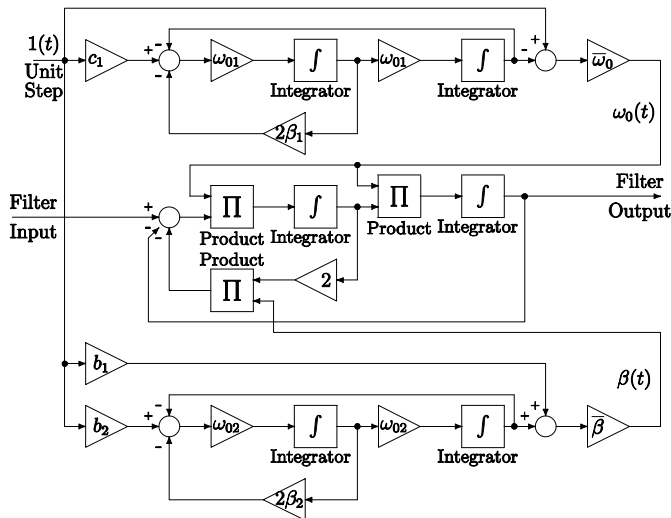 1(t)
Unit
Step
c₁
+
-
-
ω₀₁
∫
Integrator
ω₀₁
∫
Integrator
-
+
ω̅₀
2β₁
ω₀(t)
Filter
Input
+
-
-
∏
Product
∫
Integrator
∏
Product
∫
Integrator
Filter
Output
Product
∏
2
b₁
β(t)
b₂
+
-
-
ω₀₂
∫
Integrator
ω₀₂
∫
Integrator
+
+
β̅
2β₂